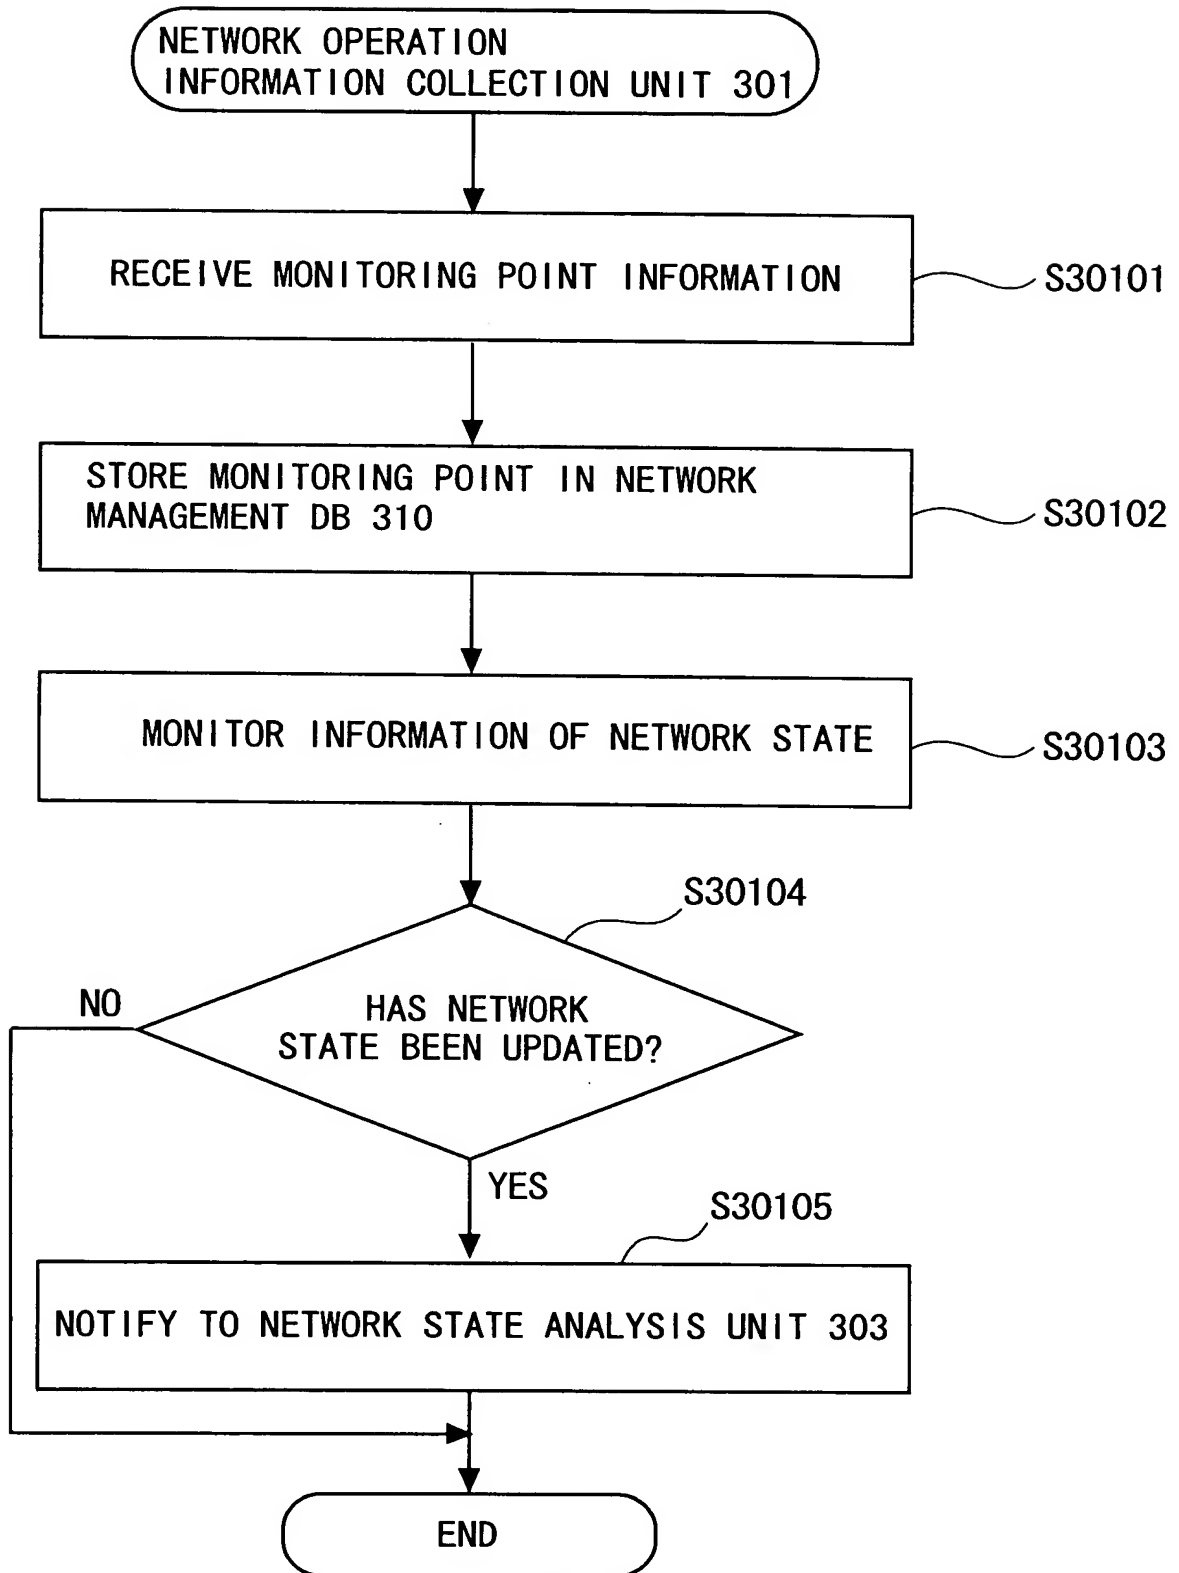 NETWORK OPERATION
INFORMATION COLLECTION UNIT 301
RECEIVE MONITORING POINT INFORMATION
S30101
STORE MONITORING POINT IN NETWORK
MANAGEMENT DB 310
S30102
MONITOR INFORMATION OF NETWORK STATE
S30103
S30104
NO
HAS NETWORK
STATE BEEN UPDATED?
YES
S30105
NOTIFY TO NETWORK STATE ANALYSIS UNIT 303
END